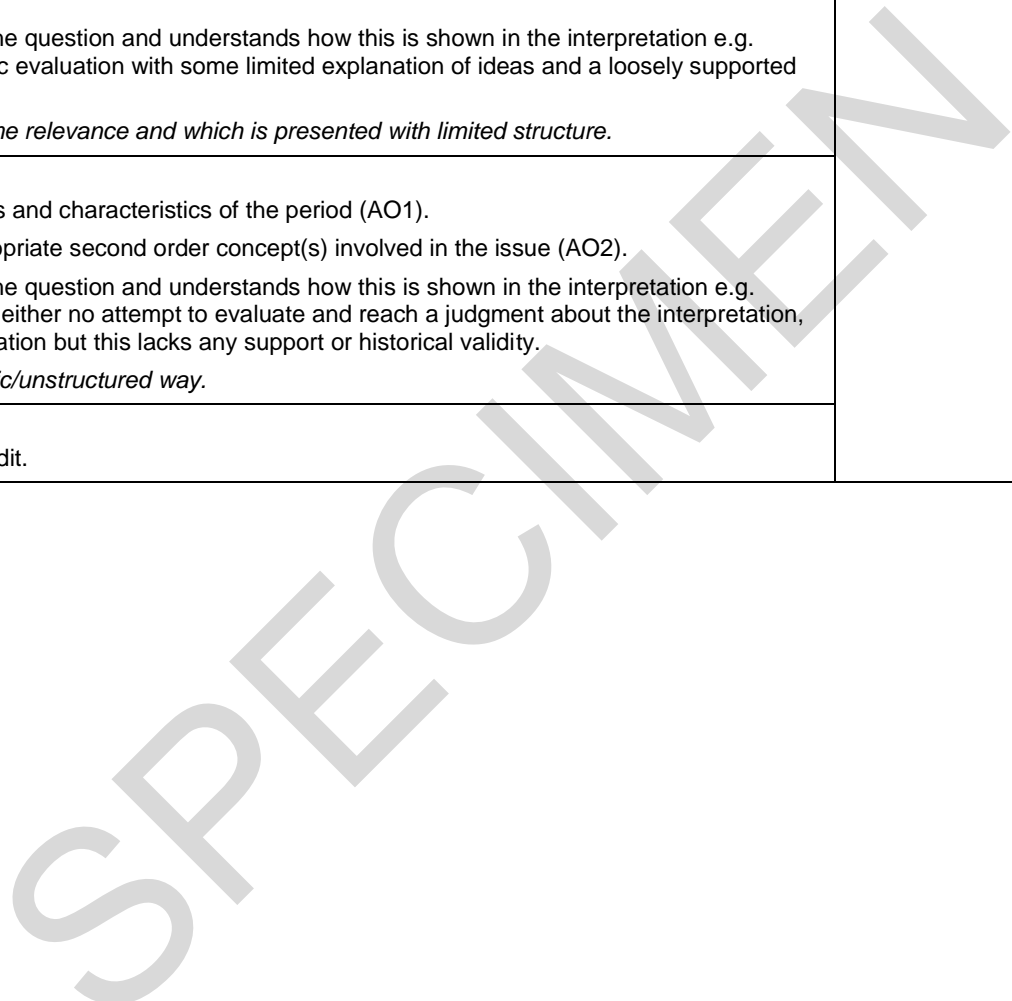 ne question and understands how this is shown in the interpretation e.g.
c evaluation with some limited explanation of ideas and a loosely supported
ne relevance and which is presented with limited structure.
s and characteristics of the period (AO1).
opriate second order concept(s) involved in the issue (AO2).
ne question and understands how this is shown in the interpretation e.g.
either no attempt to evaluate and reach a judgment about the interpretation,
ation but this lacks any support or historical validity.
ic/unstructured way.
dit.
SPECIMEN